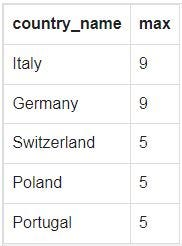 country_name max
Italy 9
Germany 9
Switzerland 5
Poland 5
Portugal 5